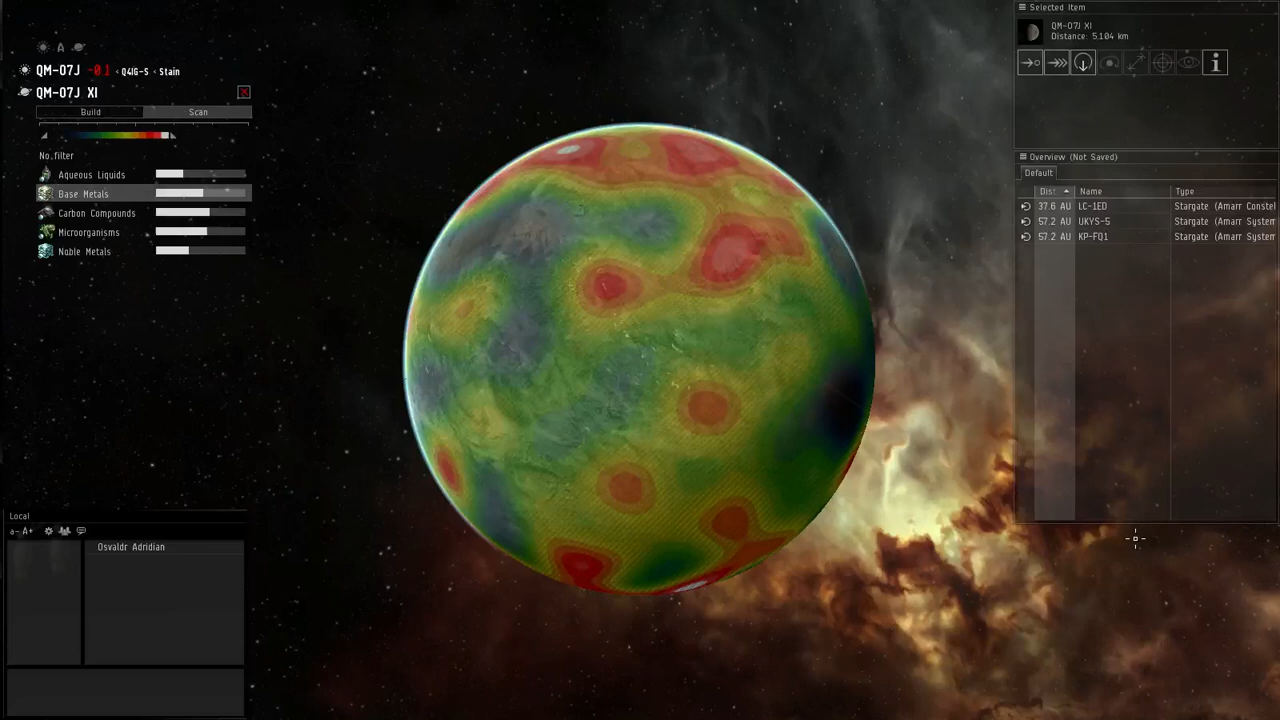 A
QM-07J -0.1 ‹ Q4IG-S ‹ Stain
QM-07J XI
Build Scan
No filter
Aqueous Liquids
Base Metals
Carbon Compounds
Microorganisms
Noble Metals
Local
a- A+
Osvaldr Adridian
Selected Item
QM-07J XI
Distance: 5.104 km
Overview (Not Saved)
Default
Dist Name Type
37.6 AU LC-1ED Stargate (Amarr Constel
57.2 AU UKYS-5 Stargate (Amarr System
57.2 AU KP-FQ1 Stargate (Amarr System